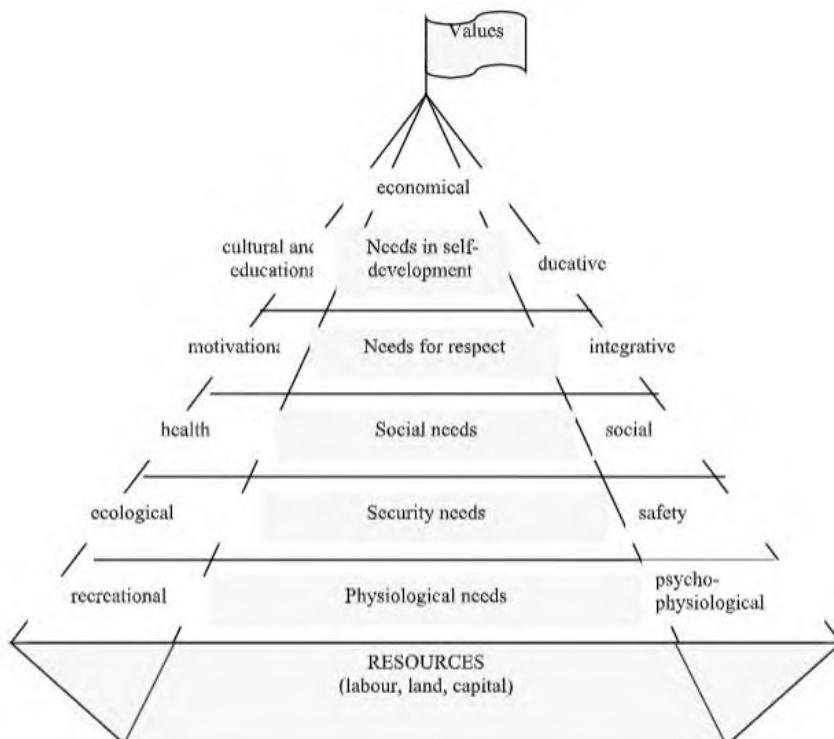 Values
economical
cultural and
educationa
Needs in self-
development
ducative
motivationa
Needs for respect
integrative
health
Social needs
social
ecological
Security needs
safety
recreational
Physiological needs
psycho-
physiological
RESOURCES
(labour, land, capital)